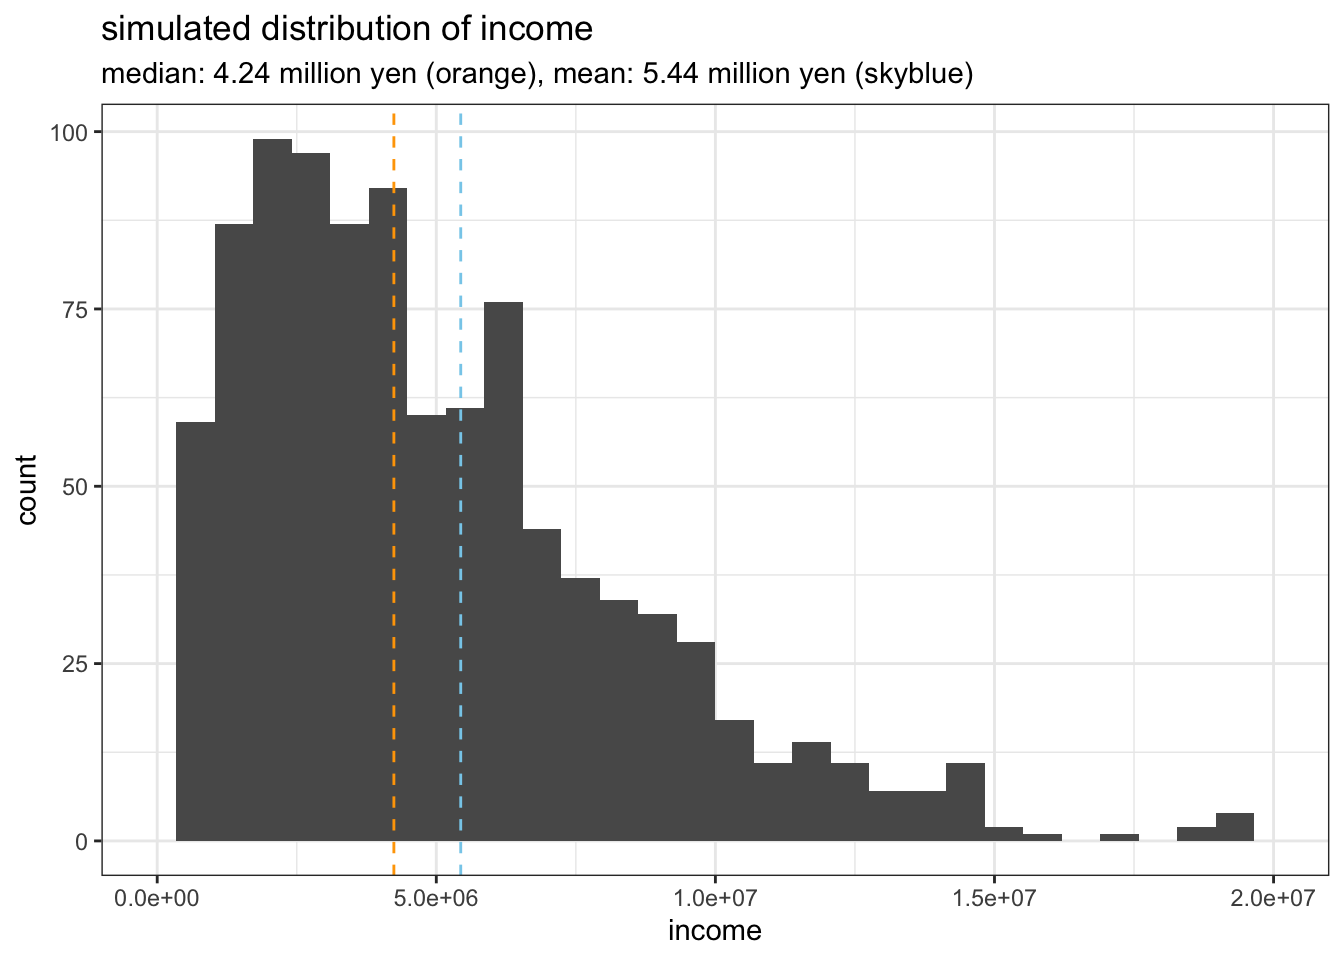 simulated distribution of income
median: 4.24 million yen (orange), mean: 5.44 million yen (skyblue)
100
75
50
25
0
count
0.0e+00 5.0e+06 1.0e+07 1.5e+07 2.0e+07
income